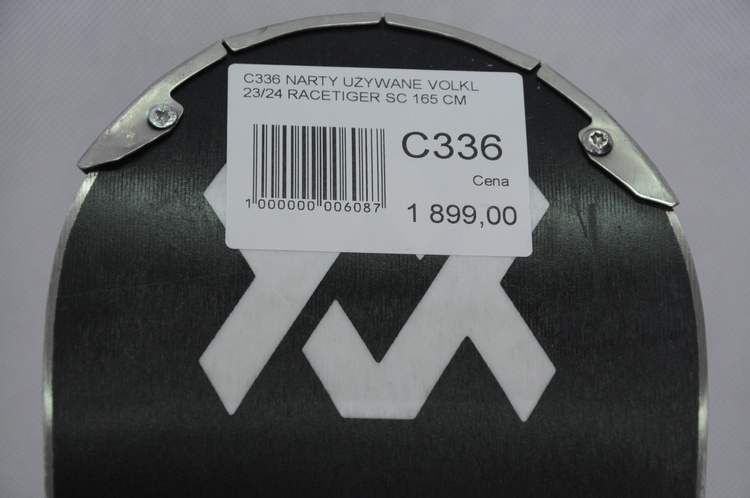 C336 NARTY UŻYWANE VOLKL
23/24 RACETIGER SC 165 CM
C336
Cena
1 000000 006087
1 899,00